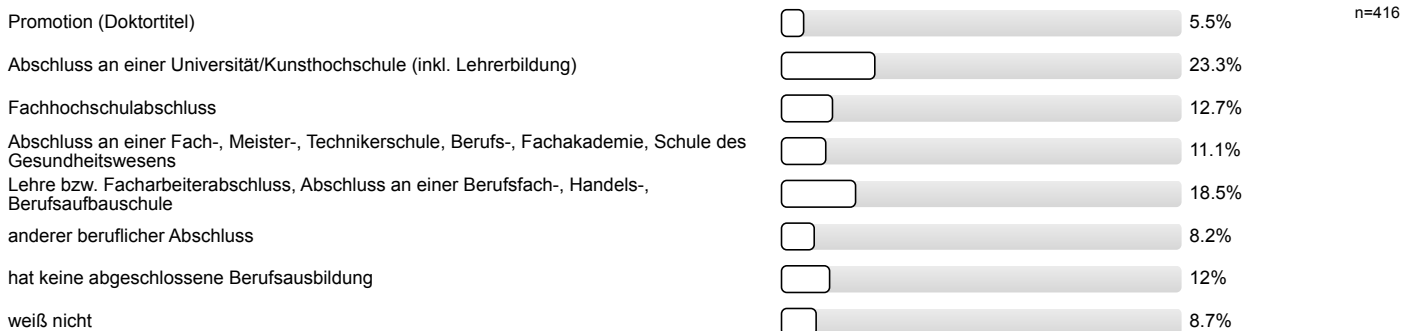 Promotion (Doktortitel) 5.5% n=416
Abschluss an einer Universität/Kunsthochschule (inkl. Lehrerbildung) 23.3%
Fachhochschulabschluss 12.7%
Abschluss an einer Fach-, Meister-, Technikerschule, Berufs-, Fachakademie, Schule des
Gesundheitswesens 11.1%
Lehre bzw. Facharbeiterabschluss, Abschluss an einer Berufsfach-, Handels-,
Berufsaufbauschule 18.5%
anderer beruflicher Abschluss 8.2%
hat keine abgeschlossene Berufsausbildung 12%
weiß nicht 8.7%